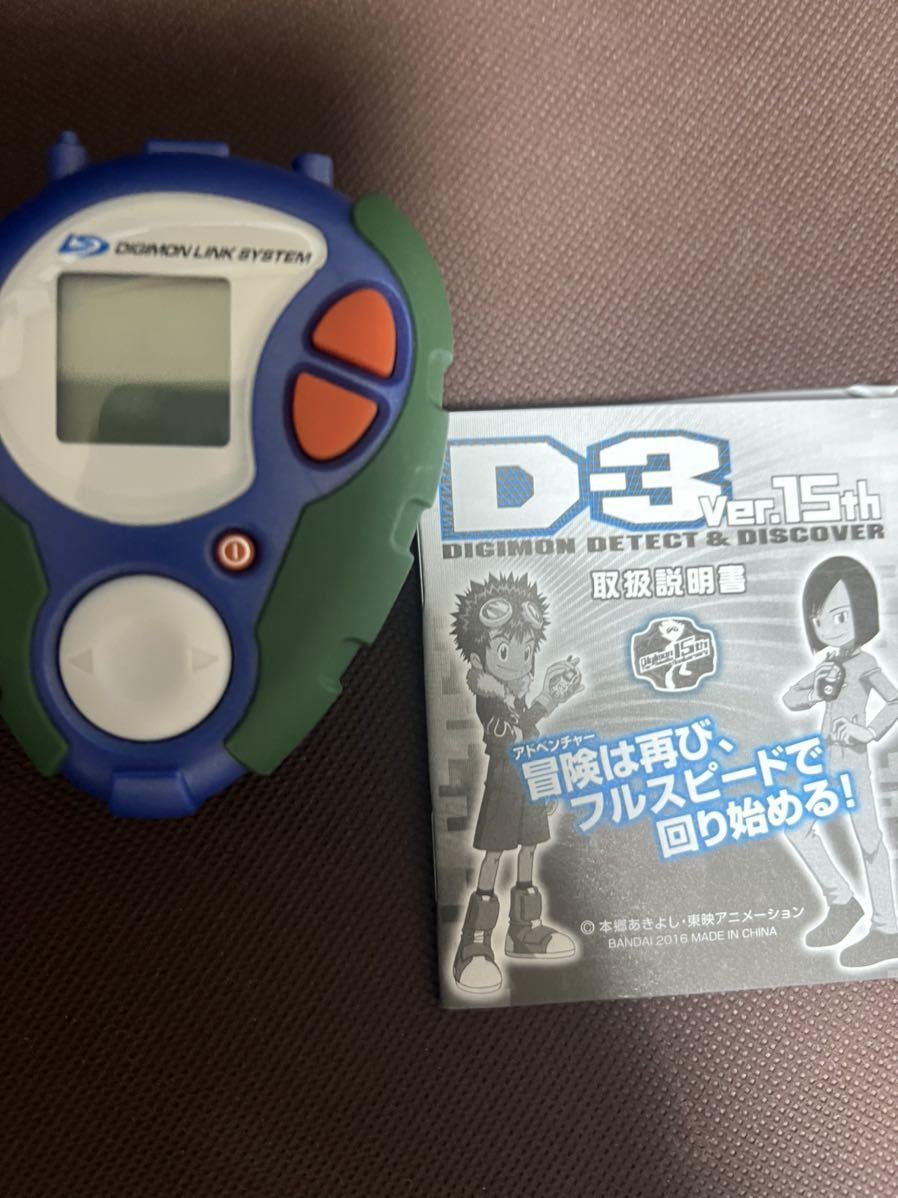 DIGIMON LINK SYSTEM
D-3 Ver.15th
DIGIMON DETECT & DISCOVER
取扱説明書
Digimon 15th
アドベンチャー
冒険は再び、
フルスピードで
回り始める!
© 本郷あきよし・東映アニメーション
BANDAI 2016 MADE IN CHINA